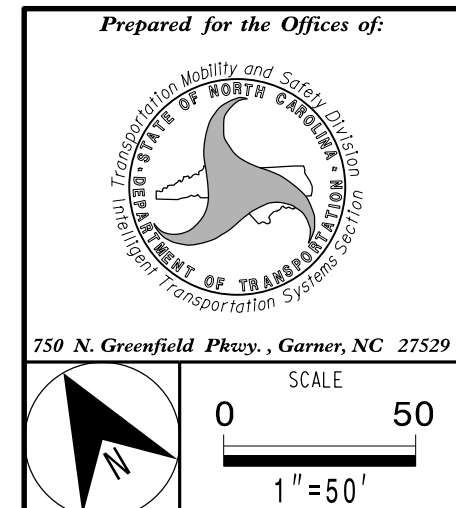 Prepared for the Offices of:
Transportation Mobility and Safety Division
STATE OF NORTH CAROLINA
DEPARTMENT OF TRANSPORTATION
Intelligent Transportation Systems Section
750 N. Greenfield Pkwy., Garner, NC 27529
N
SCALE
0 50
1"=50'